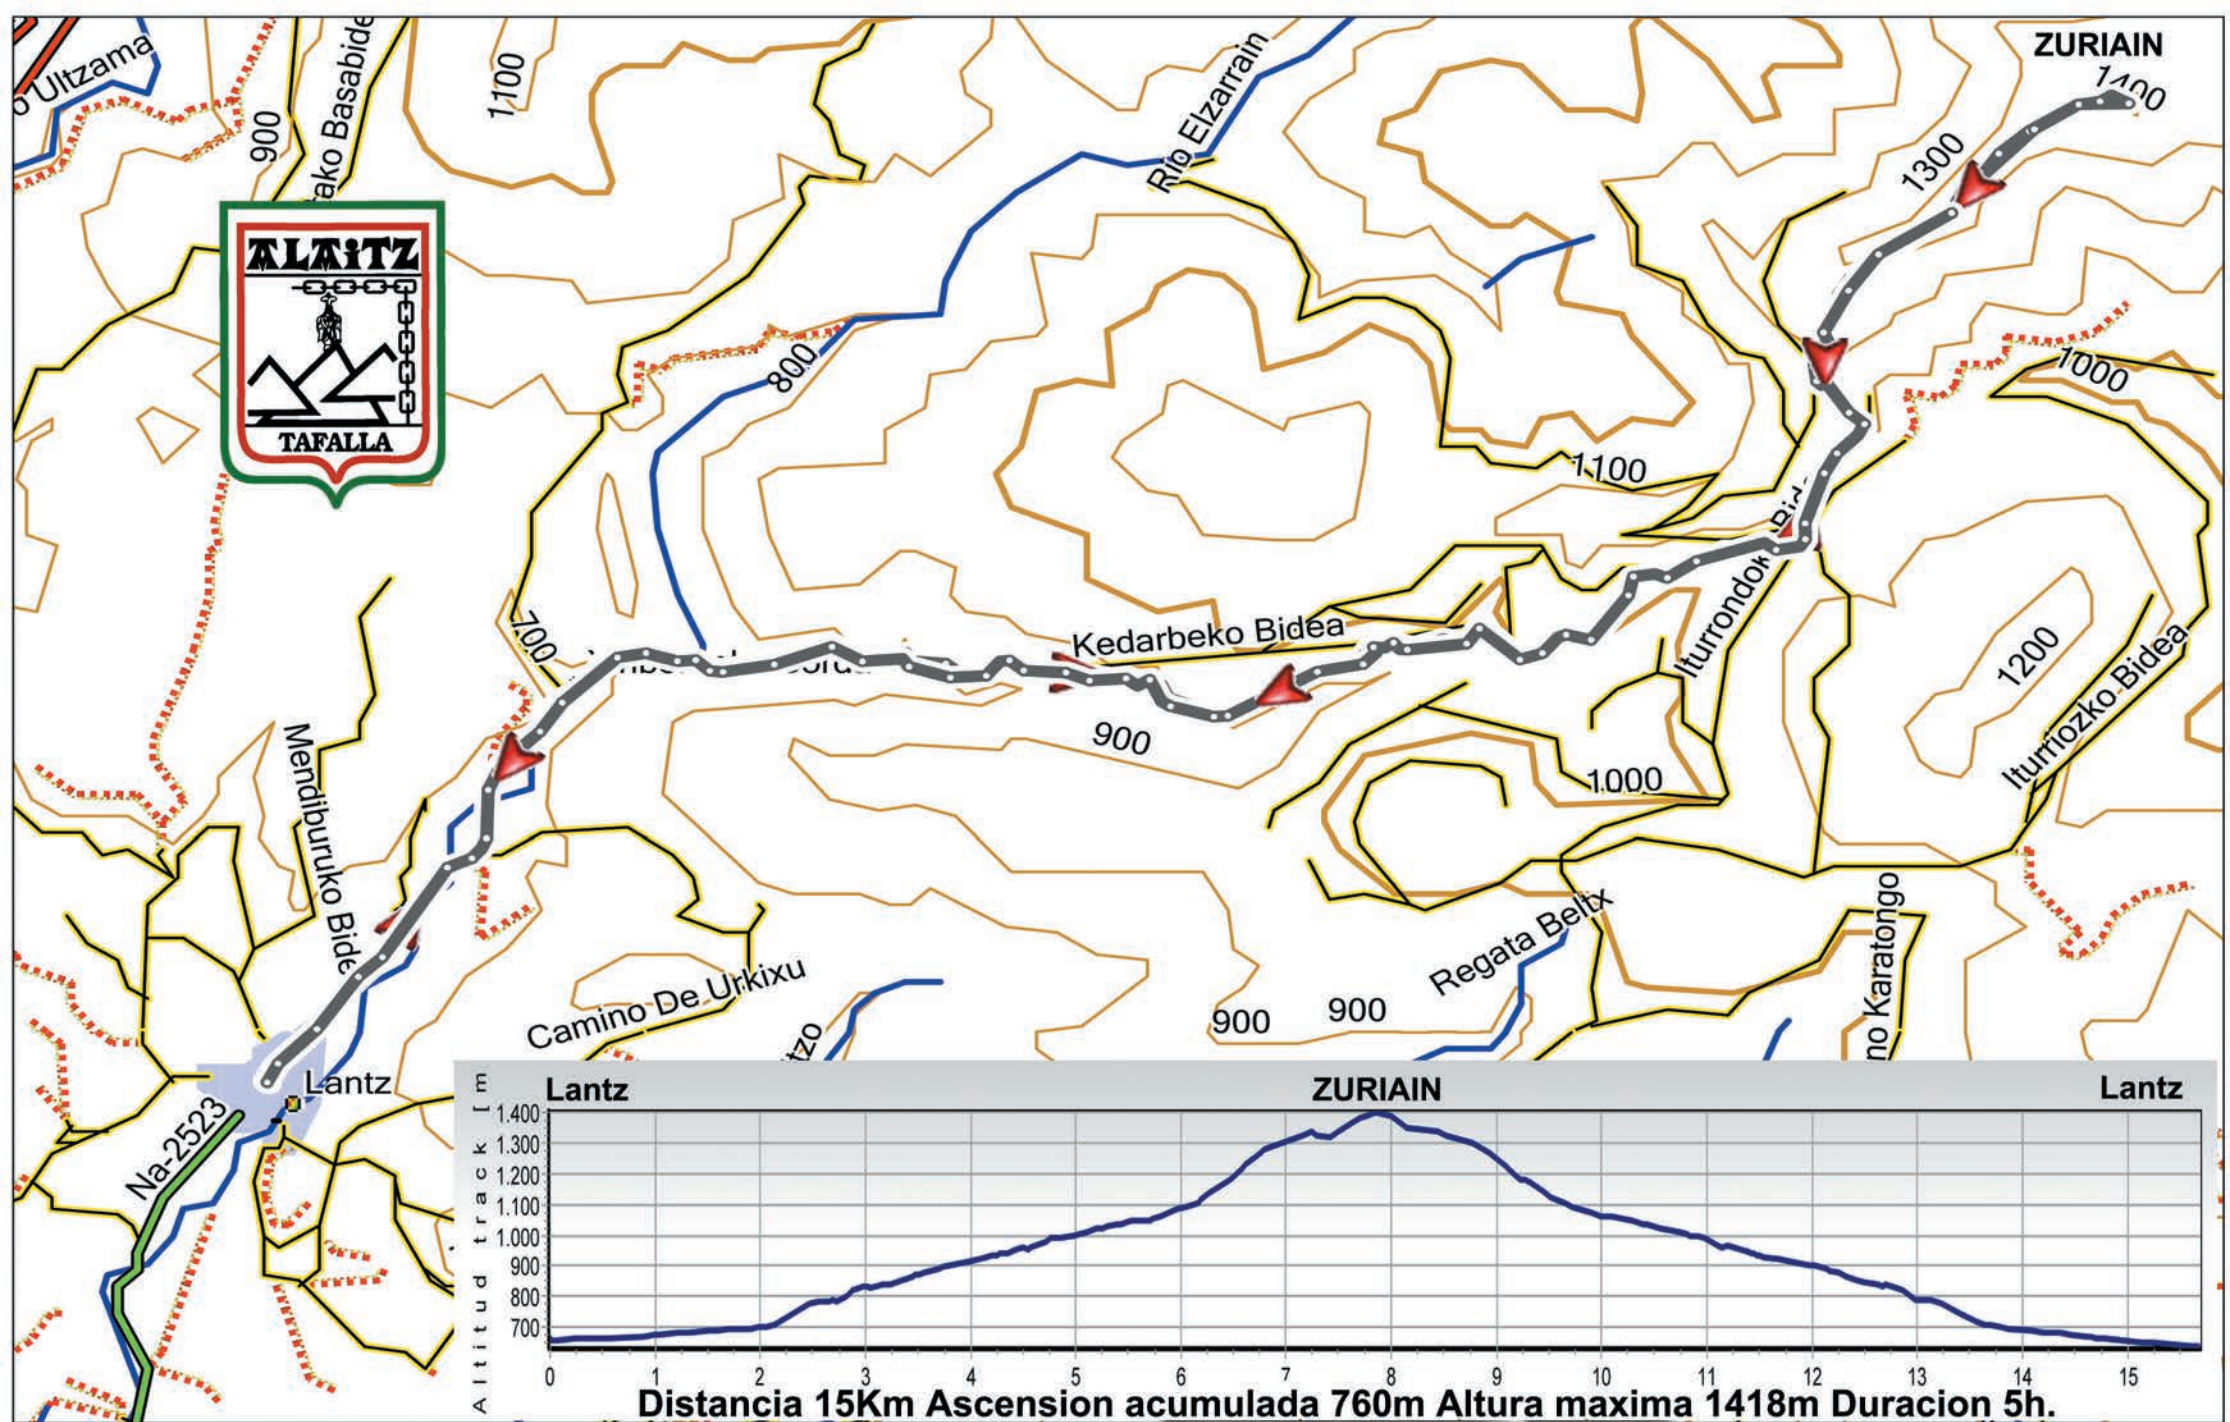 ZURIAIN
1400
1300
Ultzama
900
ako Basabide
1100
Rio Elzarrain
ALAITZ
TAFALLA
800
1000
1100
700
Kedarbeko Bidea
Iturrondok
1200
Iturriozko Bidea
900
1000
Mendiburuko Bide
Regata Beltx
no Karatongo
Camino De Urkixu
tzo
900
900
Lantz
Na-2523
Lantz ZURIAIN Lantz
Altitud track [m
1.400
1.300
1.200
1.100
1.000
900
800
700
0 1 2 3 4 5 6 7 8 9 10 11 12 13 14 15
Distancia 15Km Ascension acumulada 760m Altura maxima 1418m Duracion 5h.